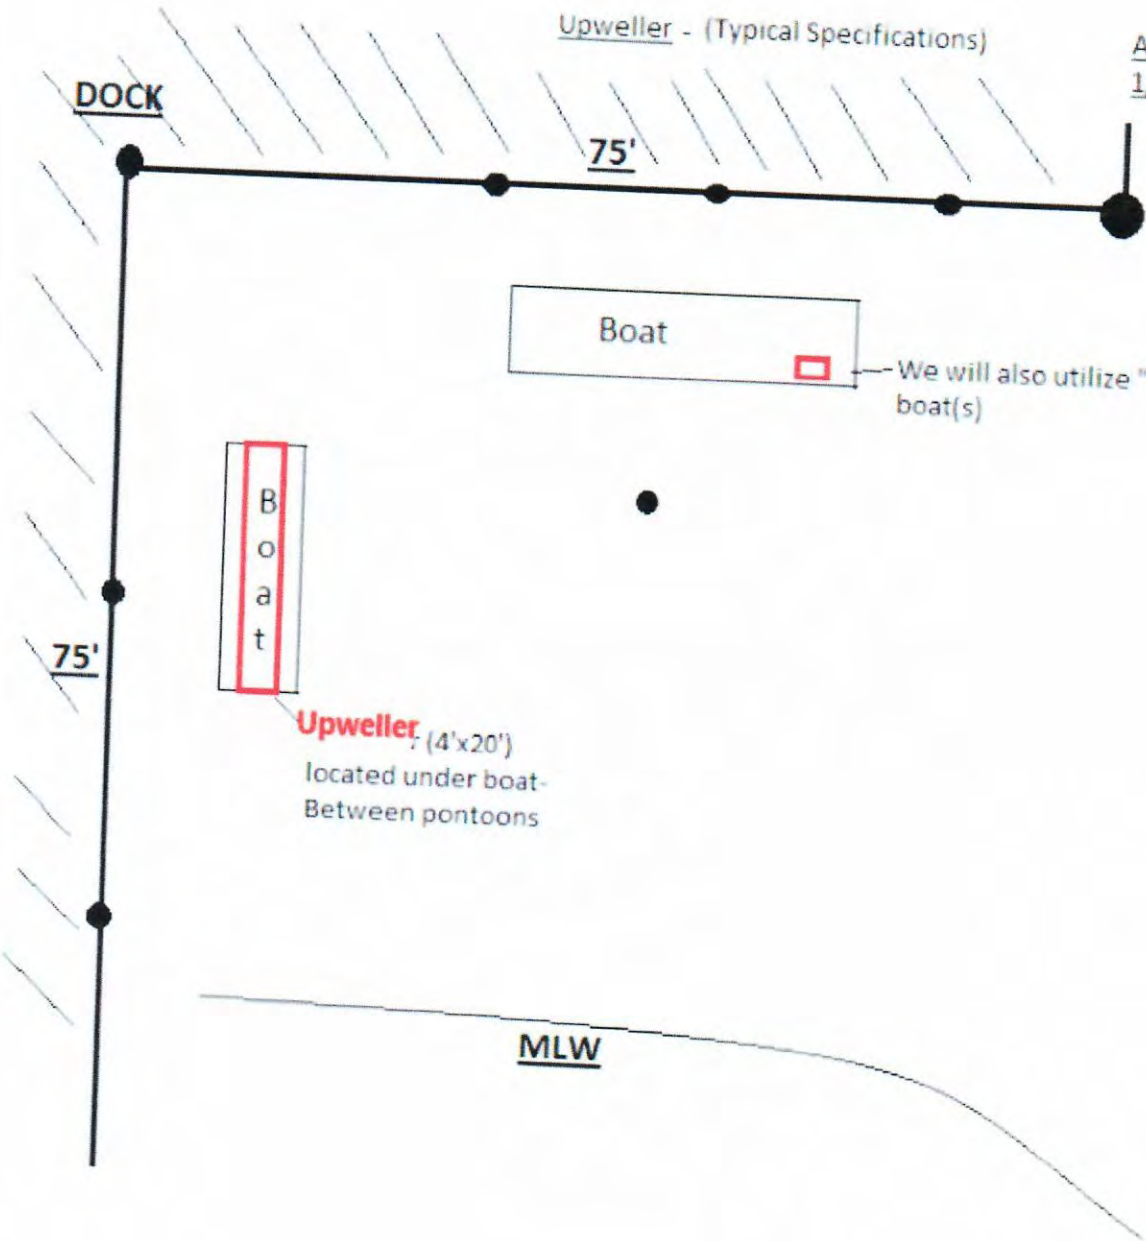 Upweller - (Typical Specifications)
A
1
DOCK
75'
Boat
We will also utilize "
boat(s)
B
o
a
t
75'
Upweller (4'x20')
located under boat-
Between pontoons
MLW